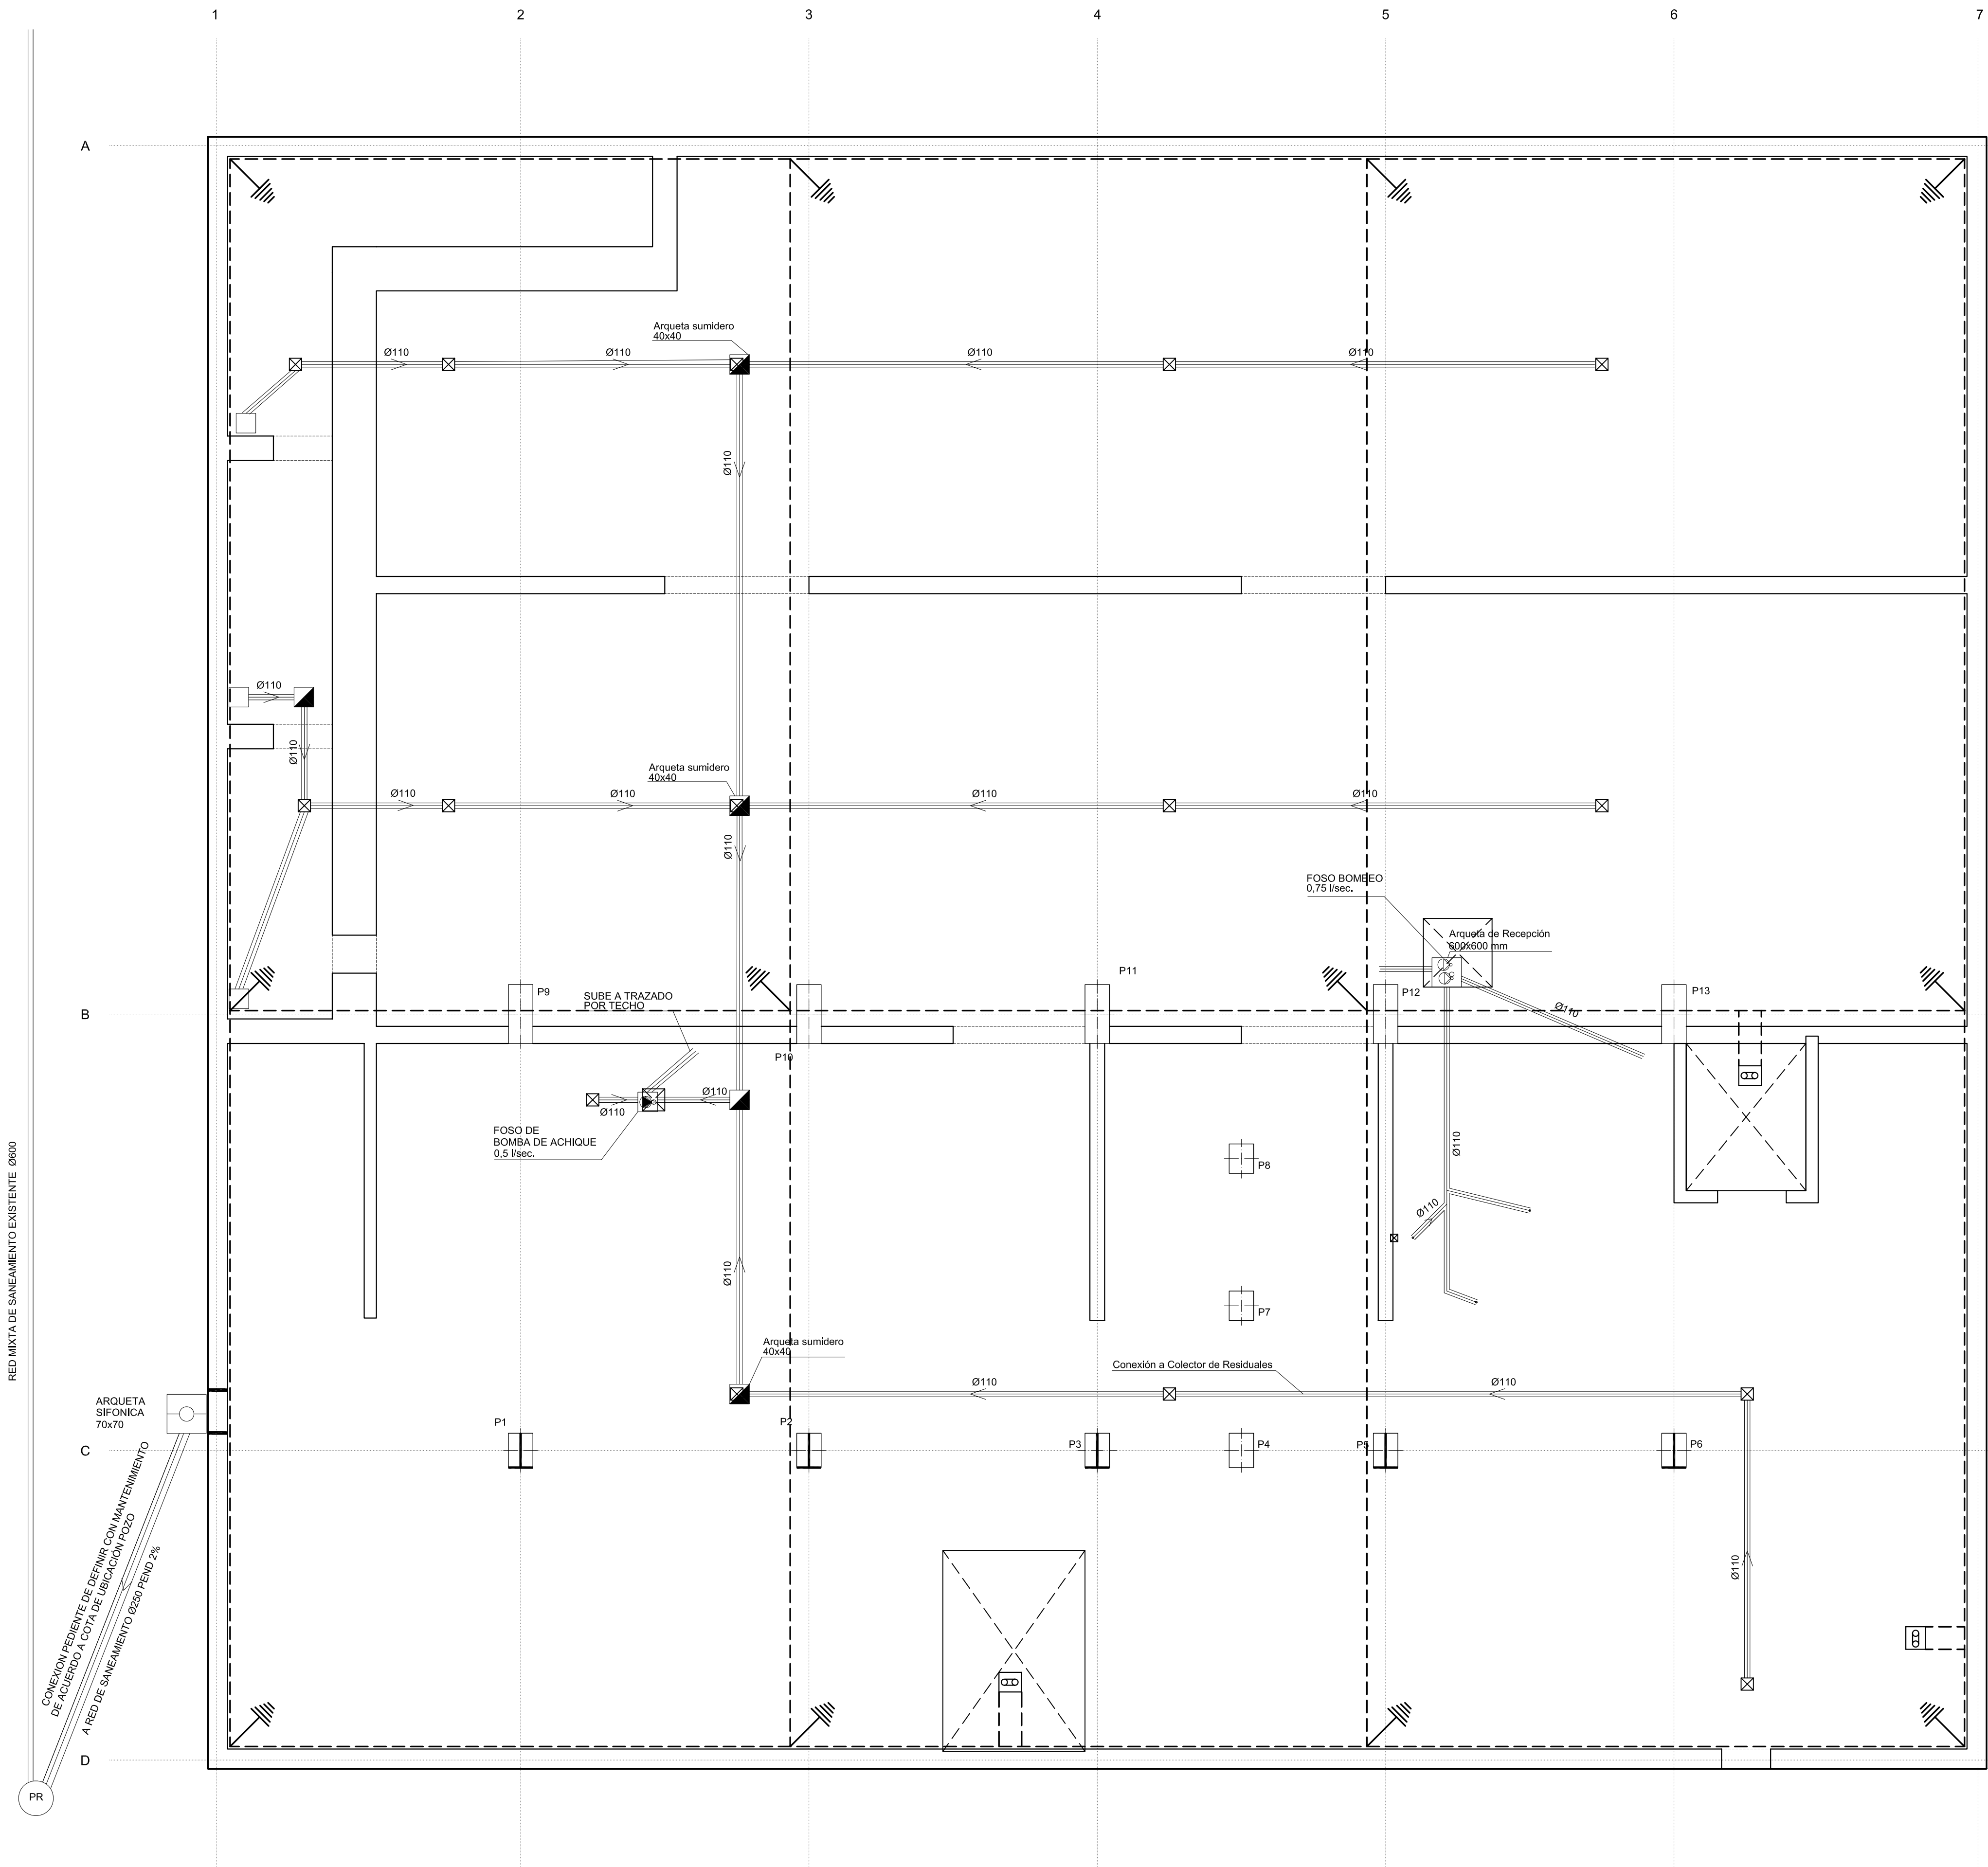 1
2
3
4
5
6
7
A
Arqueta sumidero
40x40
Ø110
Ø110
Ø110
Ø110
Ø110
Ø110
Ø110
Arqueta sumidero
40x40
Ø110
Ø110
Ø110
Ø110
Ø110
FOSO BOMBEO
0,75 l/sec.
Arqueta de Recepción
600x600 mm
P9
SUBE A TRAZADO
POR TECHO
P11
P12
P13
B
Ø110
P10
Ø110
Ø110
FOSO DE
BOMBA DE ACHIQUE
0,5 l/sec.
Ø110
P8
Ø110
RED MIXTA DE SANEAMIENTO EXISTENTE Ø600
Ø110
P7
Arqueta sumidero
40x40
Conexión a Colector de Residuales
Ø110
Ø110
ARQUETA
SIFONICA
70x70
P1
P2
P3
P4
P5
P6
C
CONEXION PEDIENTE DE DEFINIR CON MANTENIMIENTO
DE ACUERDO A COTA DE UBICACIÓN POZO
A RED DE SANEAMIENTO Ø250 PEND 2%
Ø110
D
PR